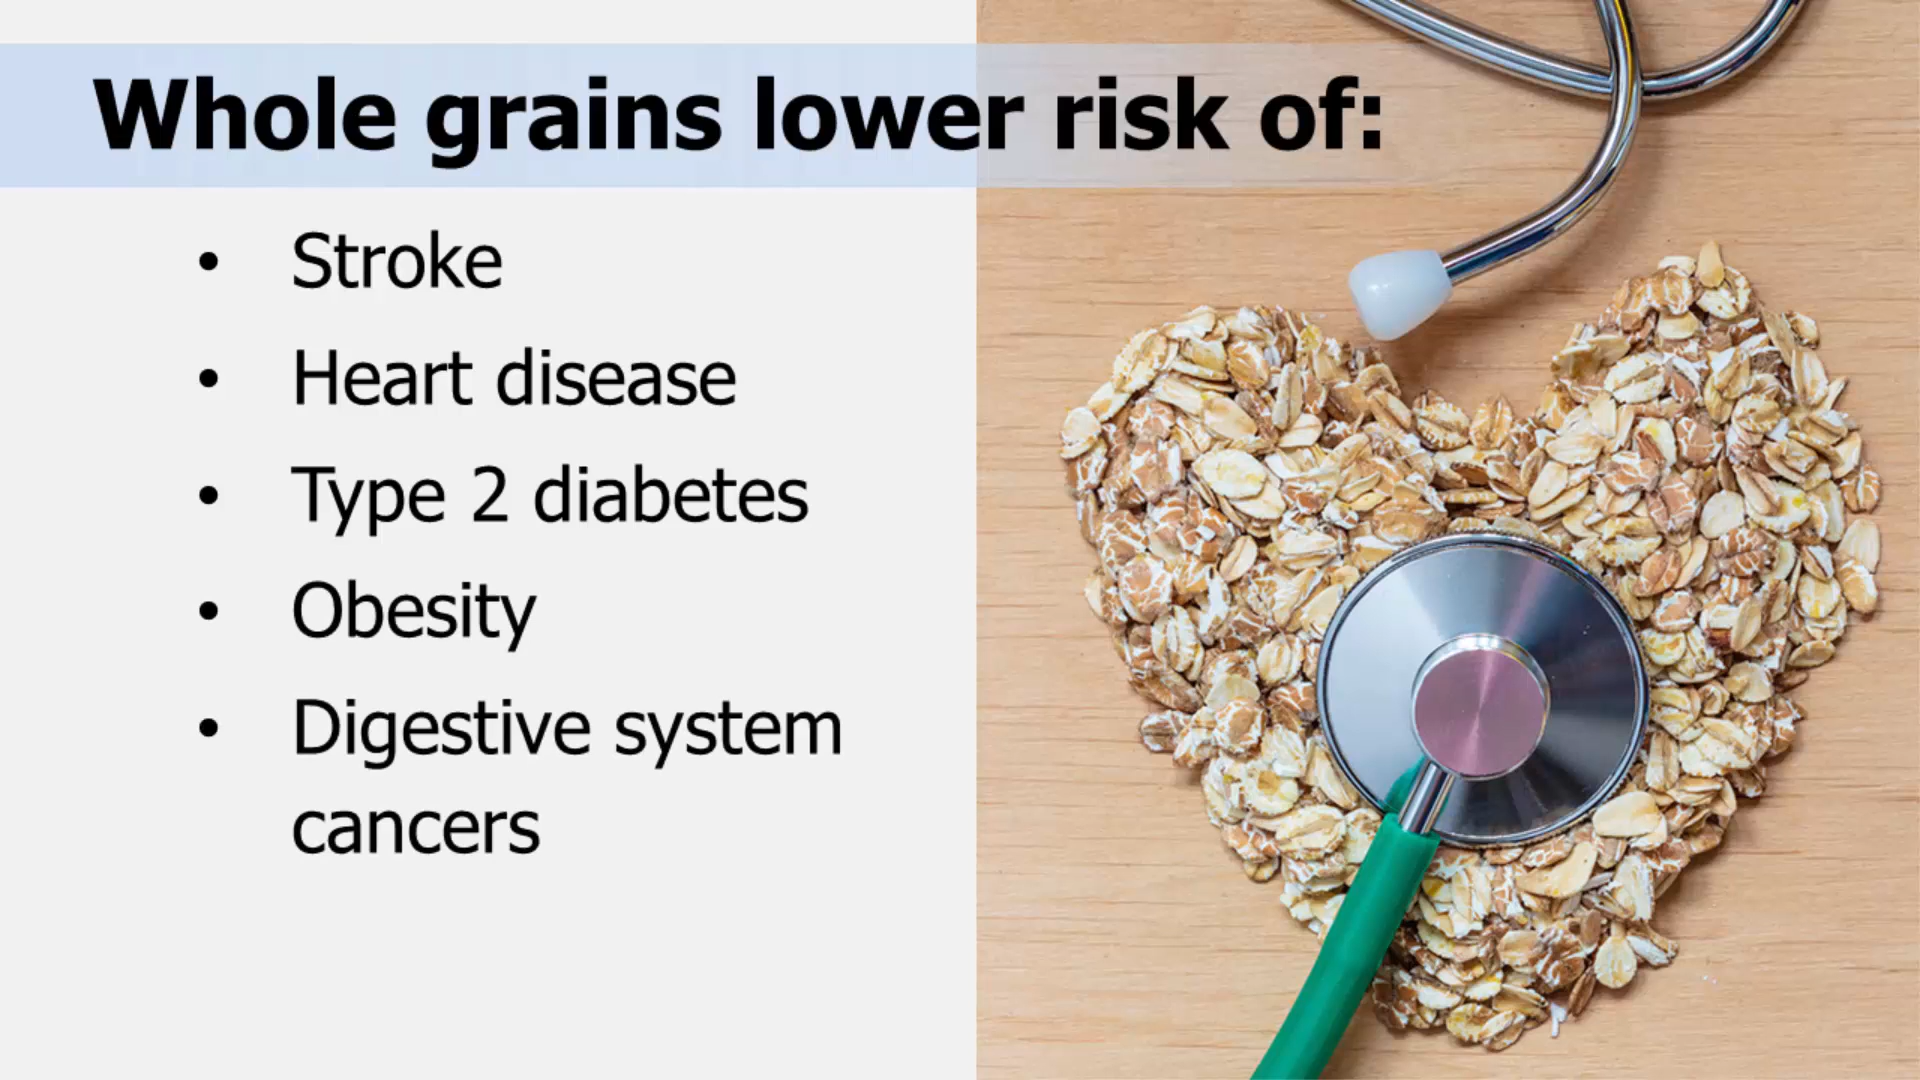 Whole grains lower risk of:
• Stroke
• Heart disease
• Type 2 diabetes
• Obesity
• Digestive system
cancers